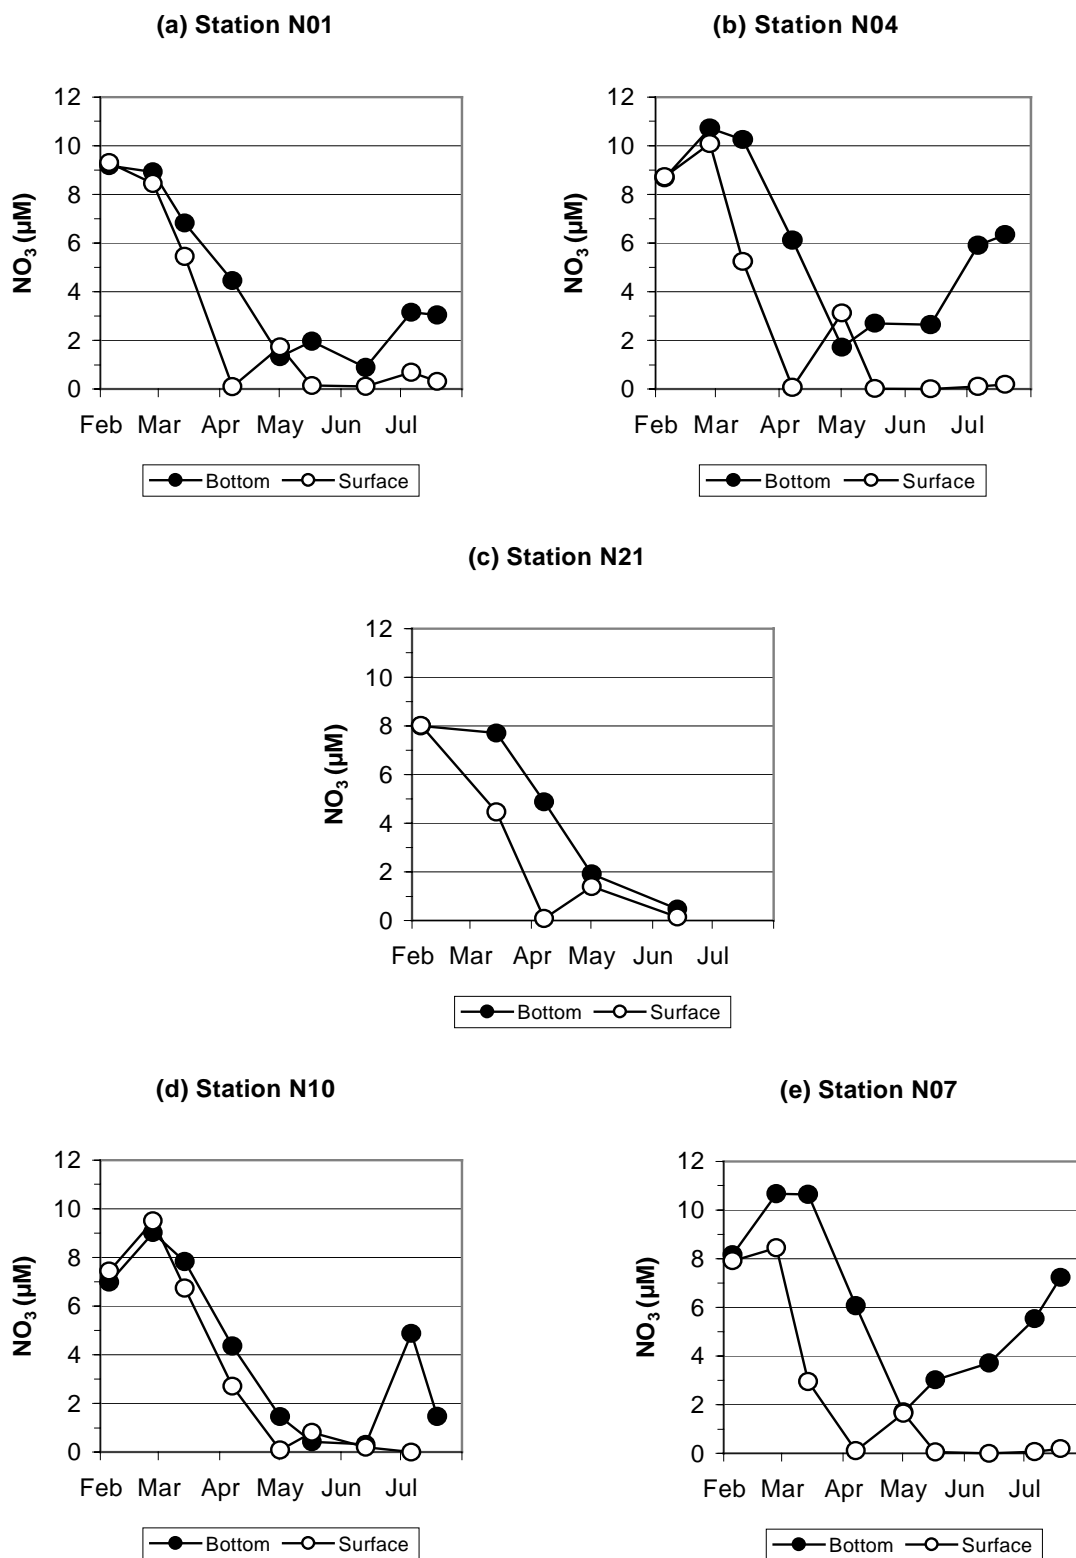 (a) Station N01
(b) Station N04
12
10
8
6
4
2
0
NO3 (µM)
Feb Mar Apr May Jun Jul
Bottom Surface
12
10
8
6
4
2
0
NO3 (µM)
Feb Mar Apr May Jun Jul
Bottom Surface
(c) Station N21
12
10
8
6
4
2
0
NO3 (µM)
Feb Mar Apr May Jun Jul
Bottom Surface
(d) Station N10
(e) Station N07
12
10
8
6
4
2
0
NO3 (µM)
Feb Mar Apr May Jun Jul
Bottom Surface
12
10
8
6
4
2
0
NO3 (µM)
Feb Mar Apr May Jun Jul
Bottom Surface